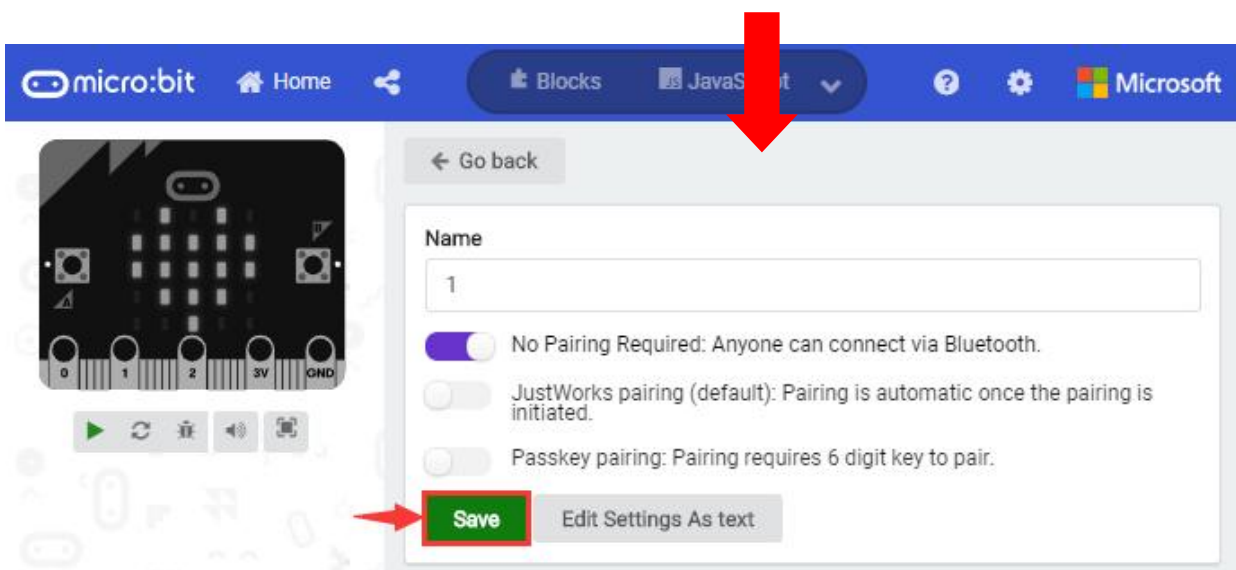 micro:bit Home Blocks JavaScript Microsoft
Go back
Name
1
No Pairing Required: Anyone can connect via Bluetooth.
JustWorks pairing (default): Pairing is automatic once the pairing is
initiated.
Passkey pairing: Pairing requires 6 digit key to pair.
Save Edit Settings As text
B
A
0 1 2 3V GND